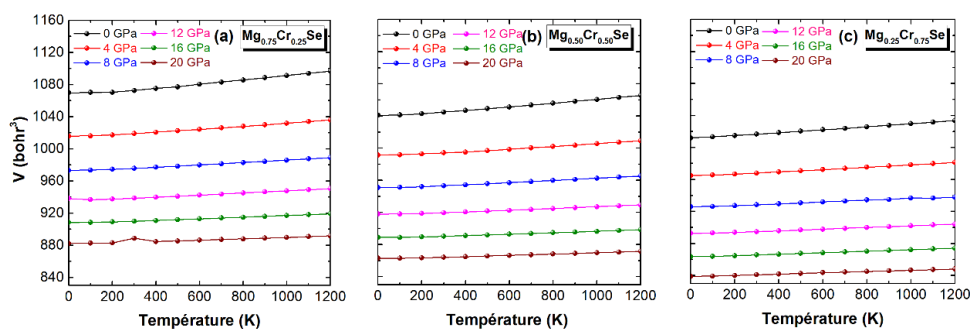 1160
1120
1080
1040
1000
960
920
880
840
V (bohr³)
0 GPa
4 GPa
8 GPa
12 GPa
16 GPa
20 GPa
(a)
Mg0.75Cr0.25Se
0 200 400 600 800 1000 1200
Température (K)
0 GPa
4 GPa
8 GPa
12 GPa
16 GPa
20 GPa
(b)
Mg0.50Cr0.50Se
0 200 400 600 800 1000 1200
Température (K)
0 GPa
4 GPa
8 GPa
12 GPa
16 GPa
20 GPa
(c)
Mg0.25Cr0.75Se
0 200 400 600 800 1000 1200
Température (K)